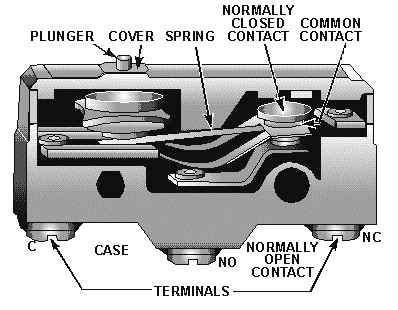 PLUNGER
COVER
SPRING
NORMALLY
CLOSED
CONTACT
COMMON
CONTACT
C
CASE
NO
NORMALLY
OPEN
CONTACT
NC
TERMINALS